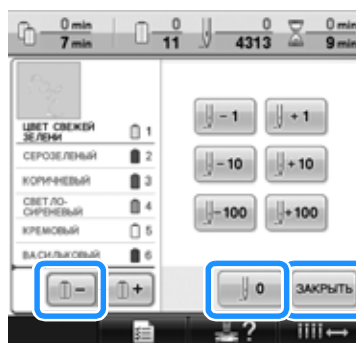 0 min 0 0 0 min
7 min 11 4313 9 min
ЦВЕТ СВЕЖЕЙ
ЗЕЛЕНИ 1
СЕРОЗЕЛЕНЫЙ 2
КОРИЧНЕВЫЙ 3
СВЕТЛО-
СИРЕНЕВЫЙ 4
КРЕМОВЫЙ 5
ВАСИЛЬКОВЫЙ 6
- 1 + 1
- 10 + 10
- 100 + 100
- + 0 ЗАКРЫТЬ
?